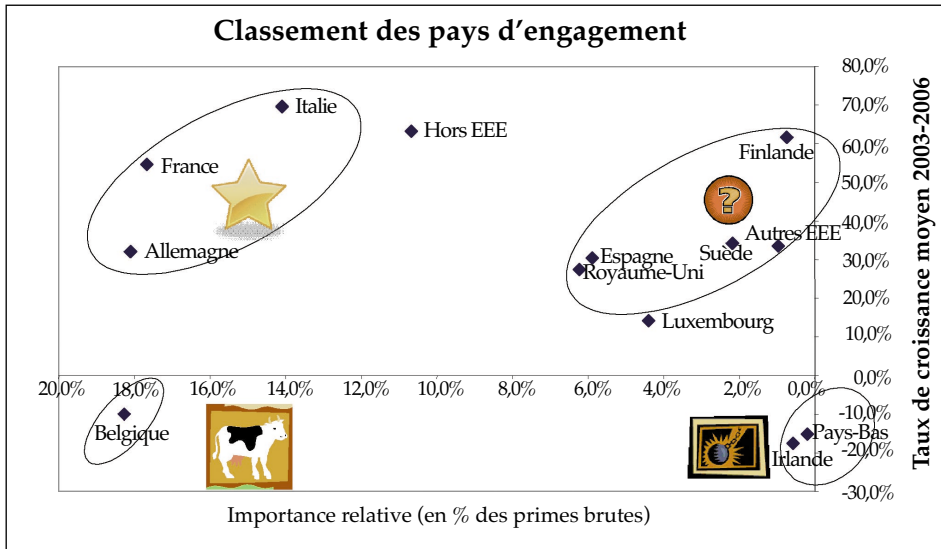 Classement des pays d'engagement
80,0%
70,0%
Italie
Hors EEE
60,0%
Finlande
France
50,0%
?
40,0%
Autres EEE
Allemagne
Suède
Espagne
30,0%
Royaume-Uni
20,0%
Luxembourg
10,0%
0,0%
20,0% 18,0% 16,0% 14,0% 12,0% 10,0% 8,0% 6,0% 4,0% 2,0% 0,0%
-10,0%
Belgique
Pays-Bas
Irlande
-20,0%
-30,0%
Importance relative (en % des primes brutes)
Taux de croissance moyen 2003-2006